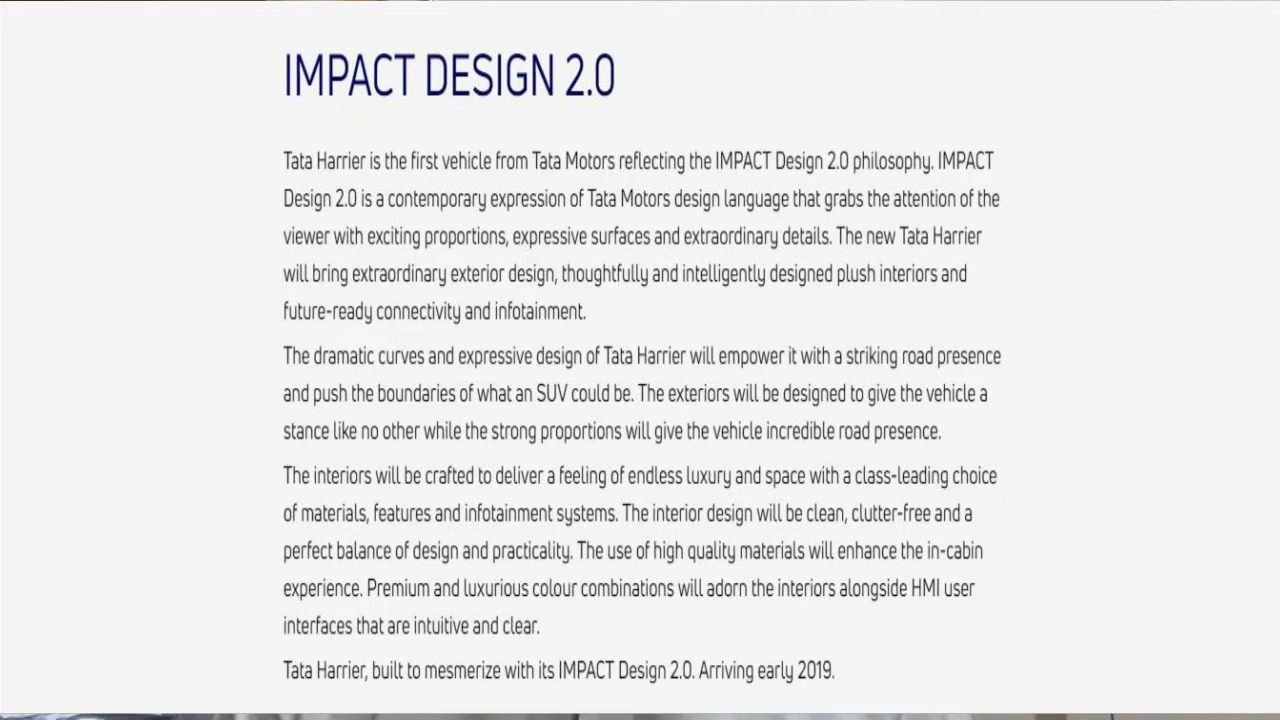 IMPACT DESIGN 2.0
Tata Harrier is the first vehicle from Tata Motors reflecting the IMPACT Design 2.0 philosophy. IMPACT
Design 2.0 is a contemporary expression of Tata Motors design language that grabs the attention of the
viewer with exciting proportions, expressive surfaces and extraordinary details. The new Tata Harrier
will bring extraordinary exterior design, thoughtfully and intelligently designed plush interiors and
future-ready connectivity and infotainment.
The dramatic curves and expressive design of Tata Harrier will empower it with a striking road presence
and push the boundaries of what an SUV could be. The exteriors will be designed to give the vehicle a
stance like no other while the strong proportions will give the vehicle incredible road presence.
The interiors will be crafted to deliver a feeling of endless luxury and space with a class-leading choice
of materials, features and infotainment systems. The interior design will be clean, clutter-free and a
perfect balance of design and practicality. The use of high quality materials will enhance the in-cabin
experience. Premium and luxurious colour combinations will adorn the interiors alongside HMI user
interfaces that are intuitive and clear.
Tata Harrier, built to mesmerize with its IMPACT Design 2.0. Arriving early 2019.